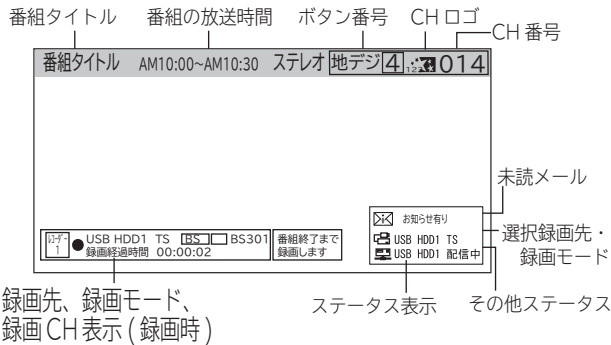 番組タイトル 番組の放送時間 ボタン番号 CH ロゴ
CH 番号
番組タイトル AM10:00~AM10:30 ステレオ 地デジ 4 123 014
未読メール
お知らせ有り
ﾚｺｰﾀﾞｰ 1 ●USB HDD1 TS BS BS301 番組終了まで
録画経過時間 00:00:02 録画します
USB HDD1 TS
USB HDD1 配信中
選択録画先・
録画モード
録画先、録画モード、
録画 CH 表示 ( 録画時 )
ステータス表示 その他ステータス